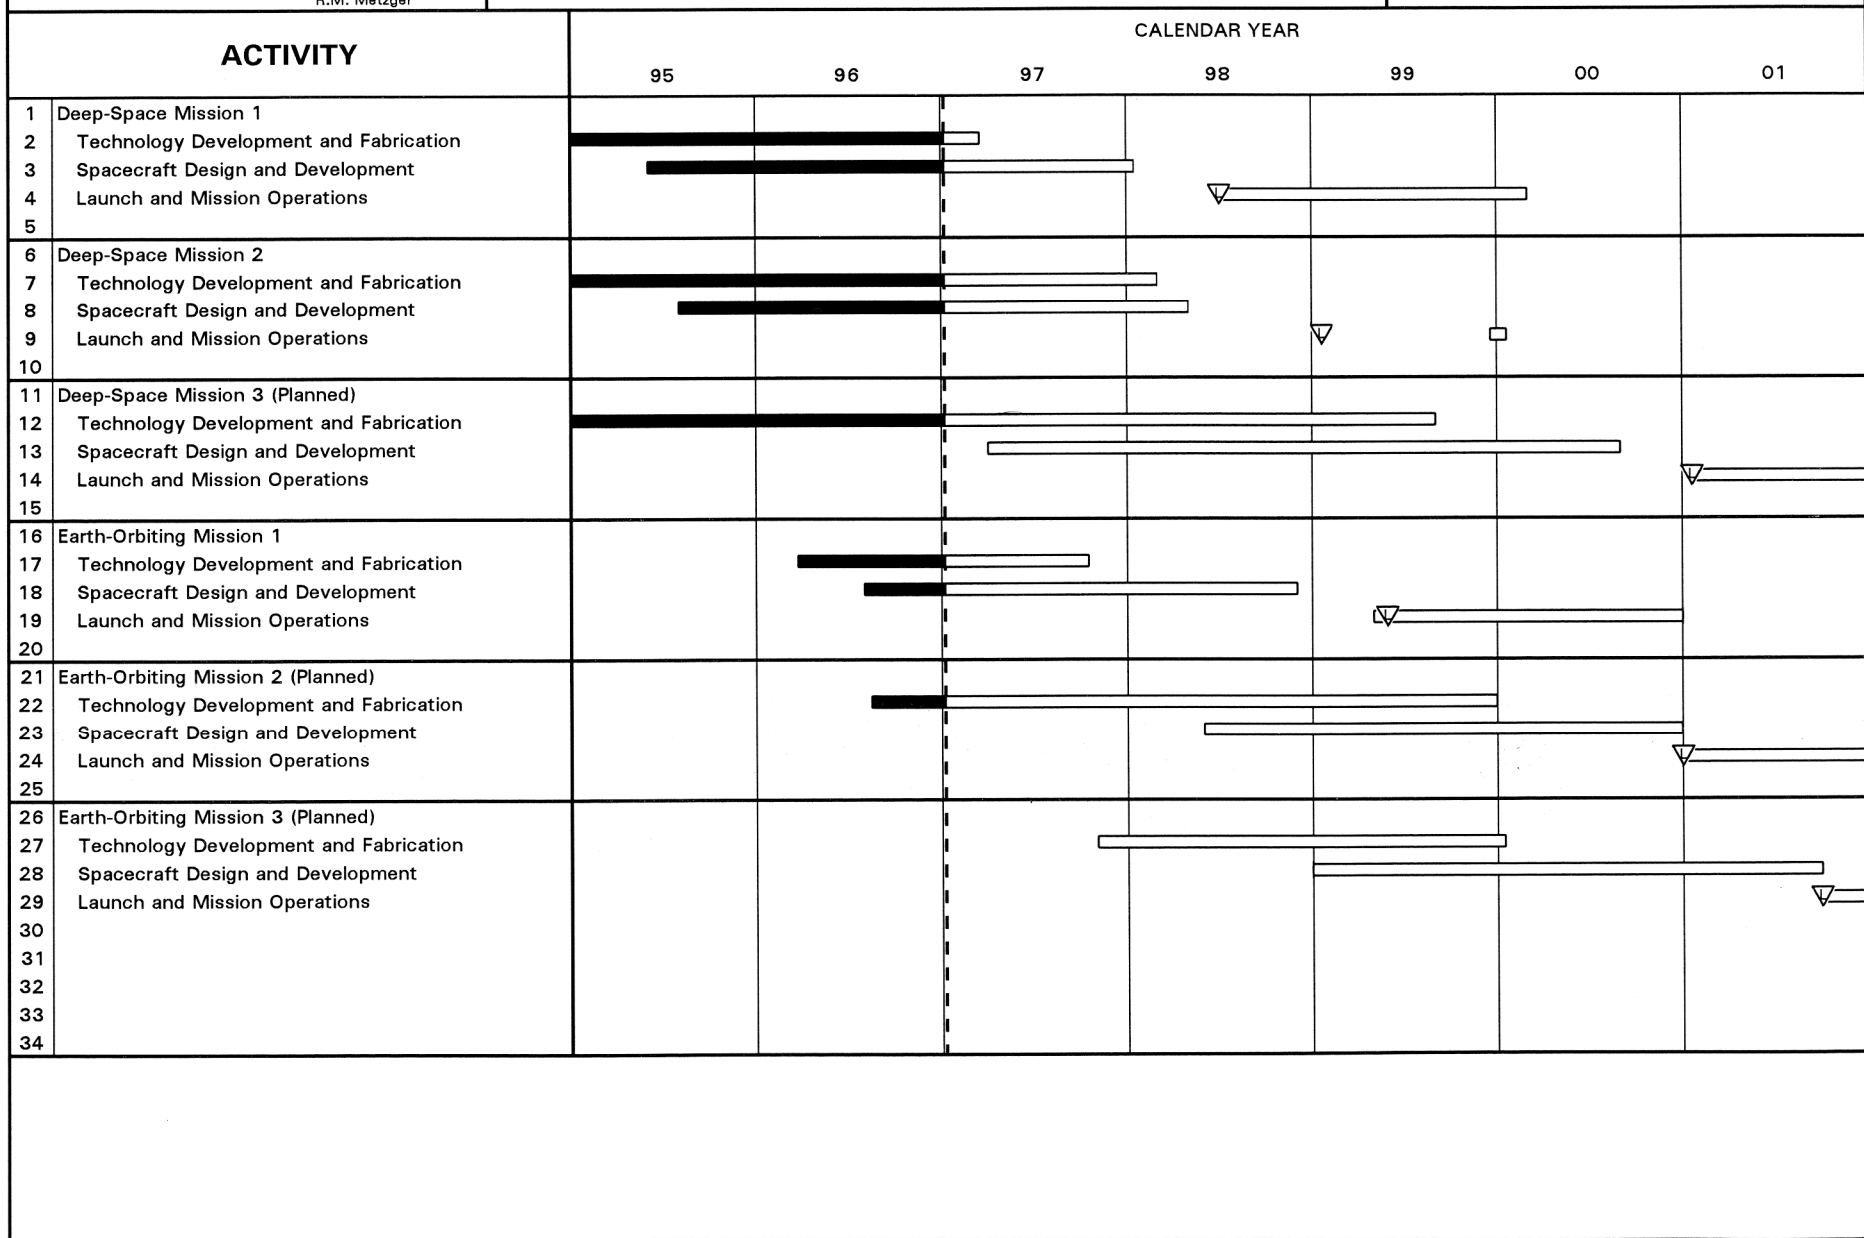 R.M. Metzger
ACTIVITY
CALENDAR YEAR
95 96 97 98 99 00 01
1 Deep-Space Mission 1
2 Technology Development and Fabrication
3 Spacecraft Design and Development
4 Launch and Mission Operations
5
6 Deep-Space Mission 2
7 Technology Development and Fabrication
8 Spacecraft Design and Development
9 Launch and Mission Operations
10
11 Deep-Space Mission 3 (Planned)
12 Technology Development and Fabrication
13 Spacecraft Design and Development
14 Launch and Mission Operations
15
16 Earth-Orbiting Mission 1
17 Technology Development and Fabrication
18 Spacecraft Design and Development
19 Launch and Mission Operations
20
21 Earth-Orbiting Mission 2 (Planned)
22 Technology Development and Fabrication
23 Spacecraft Design and Development
24 Launch and Mission Operations
25
26 Earth-Orbiting Mission 3 (Planned)
27 Technology Development and Fabrication
28 Spacecraft Design and Development
29 Launch and Mission Operations
30
31
32
33
34